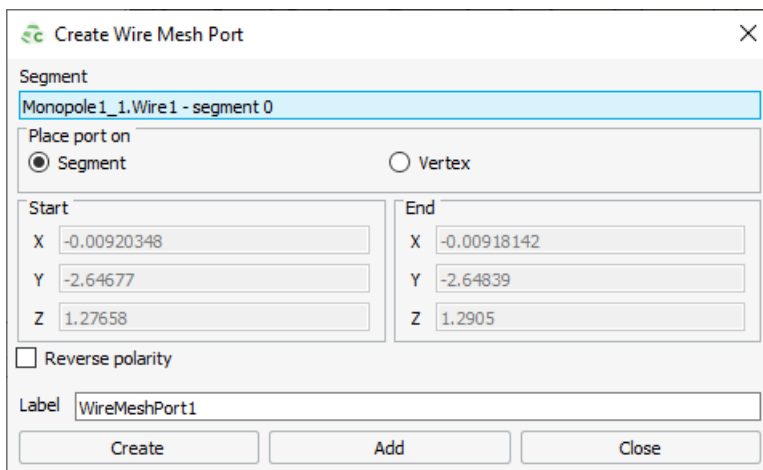 Create Wire Mesh Port
Segment
Monopole1_1.Wire1 - segment 0
Place port on
Segment Vertex
Start End
X -0.00920348 X -0.00918142
Y -2.64677 Y -2.64839
Z 1.27658 Z 1.2905
Reverse polarity
Label WireMeshPort1
Create Add Close